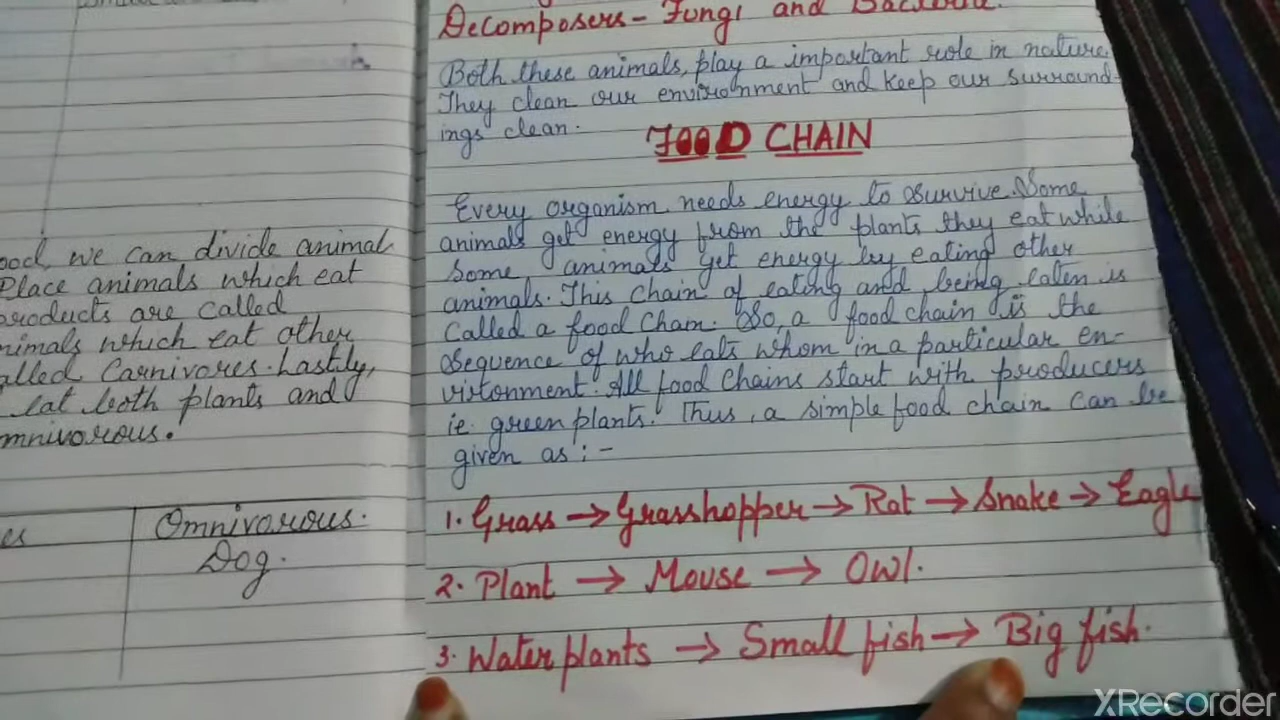 ood, we can divide animal
Place animals which eat
products are called
nimals which eat other
alled Carnivores. Lastly,
eat both plants and
mnivorous.
es
Omnivorous.
Dog.
Decomposers - Fungi and Bacteria.
Both these animals, play a important role in nature.
They clean our environment and keep our surround-
ings clean.
FOOD CHAIN
Every organism needs energy to survive. Some
animals get energy from the plants they eat while
some animals get energy by eating other
animals. This chain of eating and being eaten is
called a food chain. So, a food chain is the
sequence of who eats whom in a particular en-
vironment. All food chains start with producers
ie. green plants. Thus, a simple food chain can be
given as :-
1. Grass → Grasshopper → Rat → Snake → Eagle
2. Plant → Mouse → Owl.
3. Water plants → Small fish → Big fish.
XRecorder